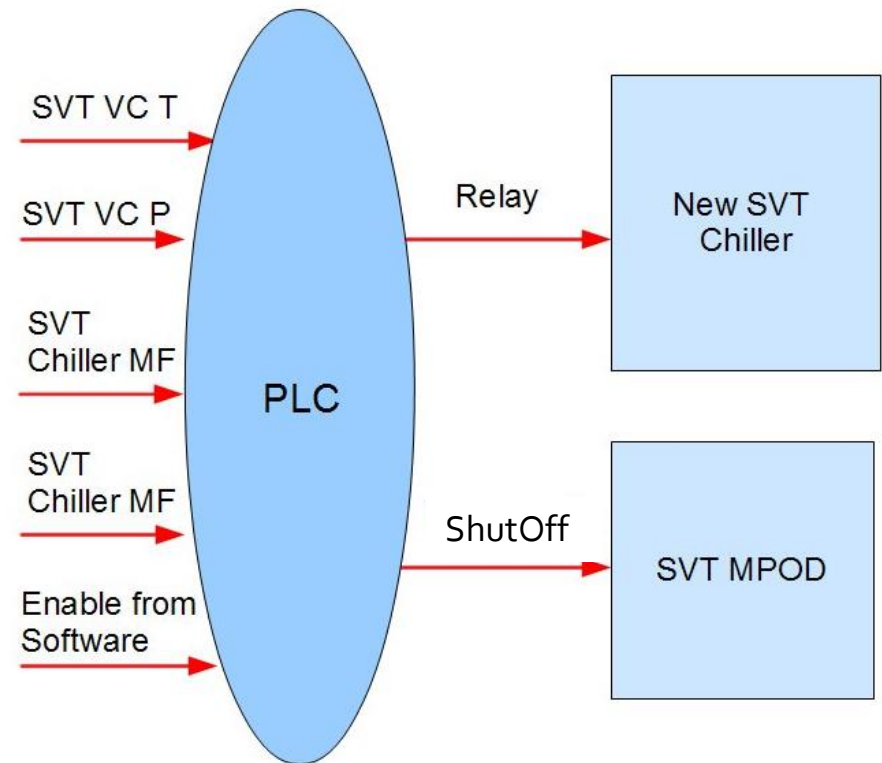 SVT VC T
SVT VC P
SVT
Chiller MF
SVT
Chiller MF
Enable from
Software
PLC
Relay
ShutOff
New SVT
Chiller
SVT MPOD